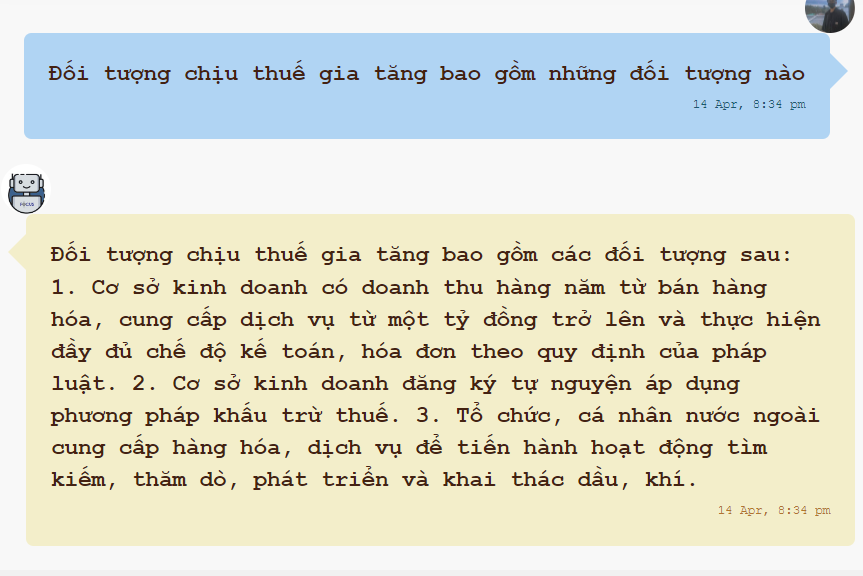 Đối tượng chịu thuế gia tăng bao gồm những đối tượng nào
14 Apr, 8:34 pm
FOCUS
Đối tượng chịu thuế gia tăng bao gồm các đối tượng sau:
1. Cơ sở kinh doanh có doanh thu hàng năm từ bán hàng
hóa, cung cấp dịch vụ từ một tỷ đồng trở lên và thực hiện
đầy đủ chế độ kế toán, hóa đơn theo quy định của pháp
luật. 2. Cơ sở kinh doanh đăng ký tự nguyện áp dụng
phương pháp khấu trừ thuế. 3. Tổ chức, cá nhân nước ngoài
cung cấp hàng hóa, dịch vụ để tiến hành hoạt động tìm
kiếm, thăm dò, phát triển và khai thác dầu, khí.
14 Apr, 8:34 pm